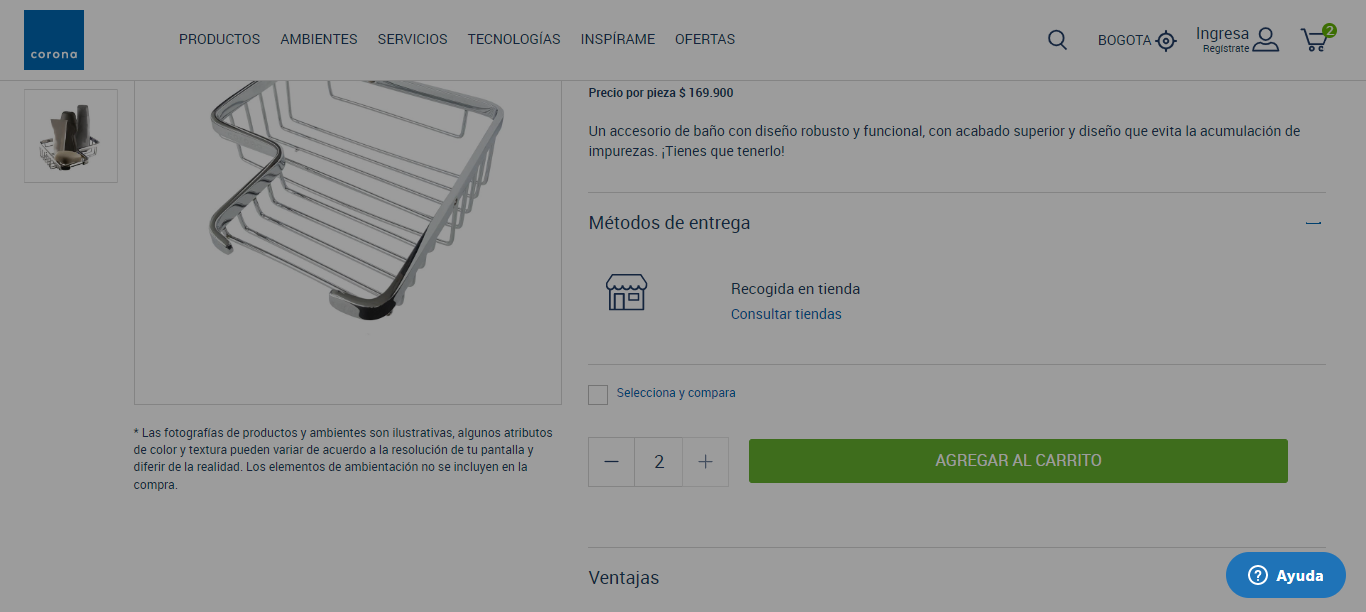 corona
PRODUCTOS AMBIENTES SERVICIOS TECNOLOGÍAS INSPÍRAME OFERTAS
BOGOTA
Ingresa
Regístrate
2
Precio por pieza $ 169.900
Un accesorio de baño con diseño robusto y funcional, con acabado superior y diseño que evita la acumulación de
impurezas. ¡Tienes que tenerlo!
Métodos de entrega
Recogida en tienda
Consultar tiendas
Selecciona y compara
2
AGREGAR AL CARRITO
* Las fotografías de productos y ambientes son ilustrativas, algunos atributos
de color y textura pueden variar de acuerdo a la resolución de tu pantalla y
diferir de la realidad. Los elementos de ambientación no se incluyen en la
compra.
Ventajas
Ayuda